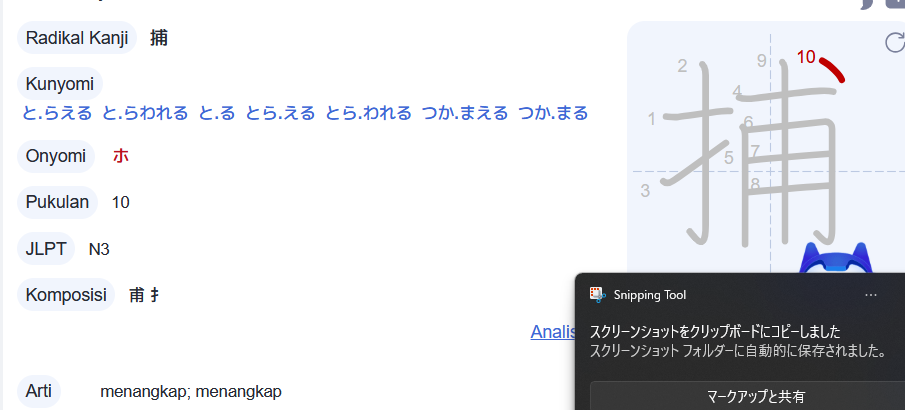 Radikal Kanji 捕
Kunyomi
と.らえる と.らわれる と.る とら.える とら.われる つか.まえる つか.まる
Onyomi ホ
Pukulan 10
JLPT N3
Komposisi 甫 扌
Analis
Arti menangkap; menangkap
捕
1
2
3
4
5
6
7
8
9
10
Snipping Tool
スクリーンショットをクリップボードにコピーしました
スクリーンショット フォルダーに自動的に保存されました。
マークアップと共有